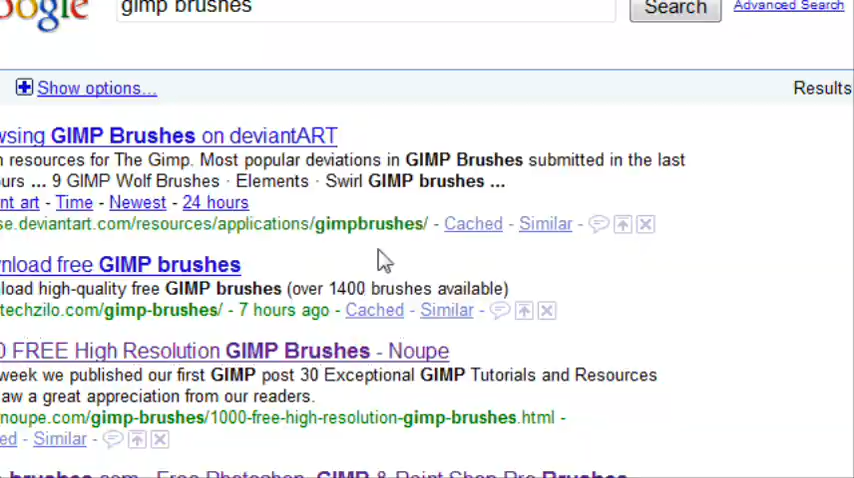 oogle gimp brushes Search Advanced Search
Show options... Results
wsing GIMP Brushes on deviantART
n resources for The Gimp. Most popular deviations in GIMP Brushes submitted in the last
urs ... 9 GIMP Wolf Brushes · Elements · Swirl GIMP brushes ...
nt art - Time - Newest - 24 hours
se.deviantart.com/resources/applications/gimpbrushes/ - Cached - Similar -
nload free GIMP brushes
load high-quality free GIMP brushes (over 1400 brushes available)
techzilo.com/gimp-brushes/ - 7 hours ago - Cached - Similar -
0 FREE High Resolution GIMP Brushes - Noupe
week we published our first GIMP post 30 Exceptional GIMP Tutorials and Resources
aw a great appreciation from our readers.
noupe.com/gimp-brushes/1000-free-high-resolution-gimp-brushes.html -
ed - Similar -
brushes.com - Free Photoshop, GIMP & Paint Shop Pro Brushes